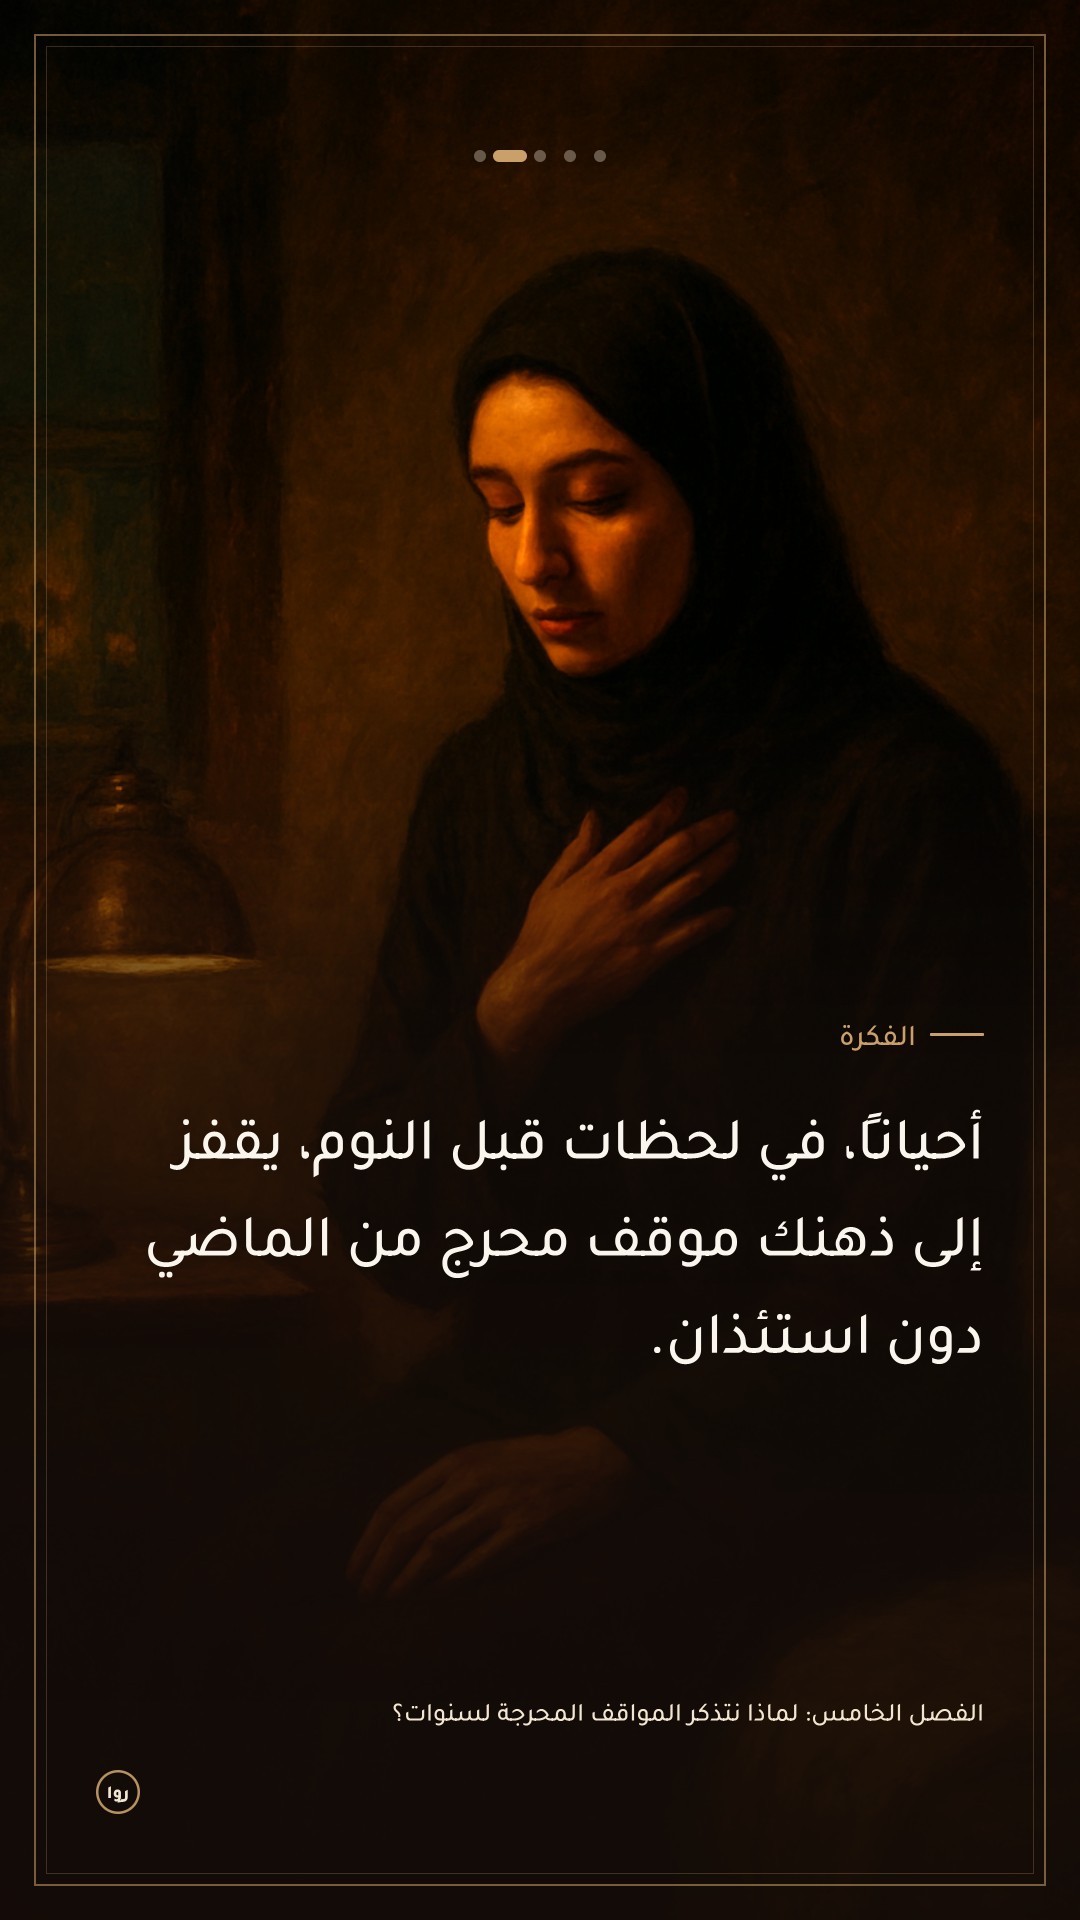 الفكرة
أحيانًا، في لحظات قبل النوم، يقفز
إلى ذهنك موقف محرج من الماضي
دون استئذان.
الفصل الخامس: لماذا نتذكر المواقف المحرجة لسنوات؟
روا